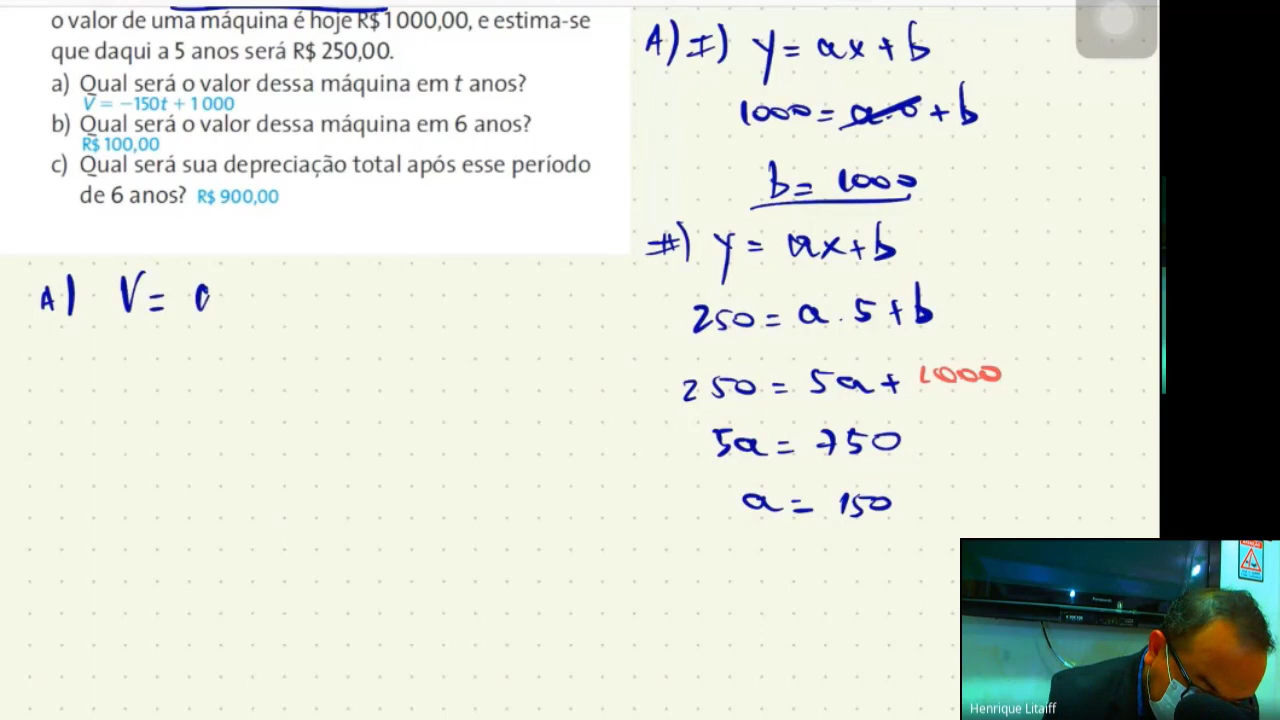 o valor de uma máquina é hoje R$ 1 000,00, e estima-se
que daqui a 5 anos será R$ 250,00.
a) Qual será o valor dessa máquina em t anos?
V = −150t + 1 000
b) Qual será o valor dessa máquina em 6 anos?
R$ 100,00
c) Qual será sua depreciação total após esse período
de 6 anos? R$ 900,00
A) V = a
A) I) y = ax + b
1000 = a.0 + b
b = 1000
II) y = ax + b
250 = a . 5 + b
250 = 5a + 1000
5a = 750
a = 150
Henrique Litaiff